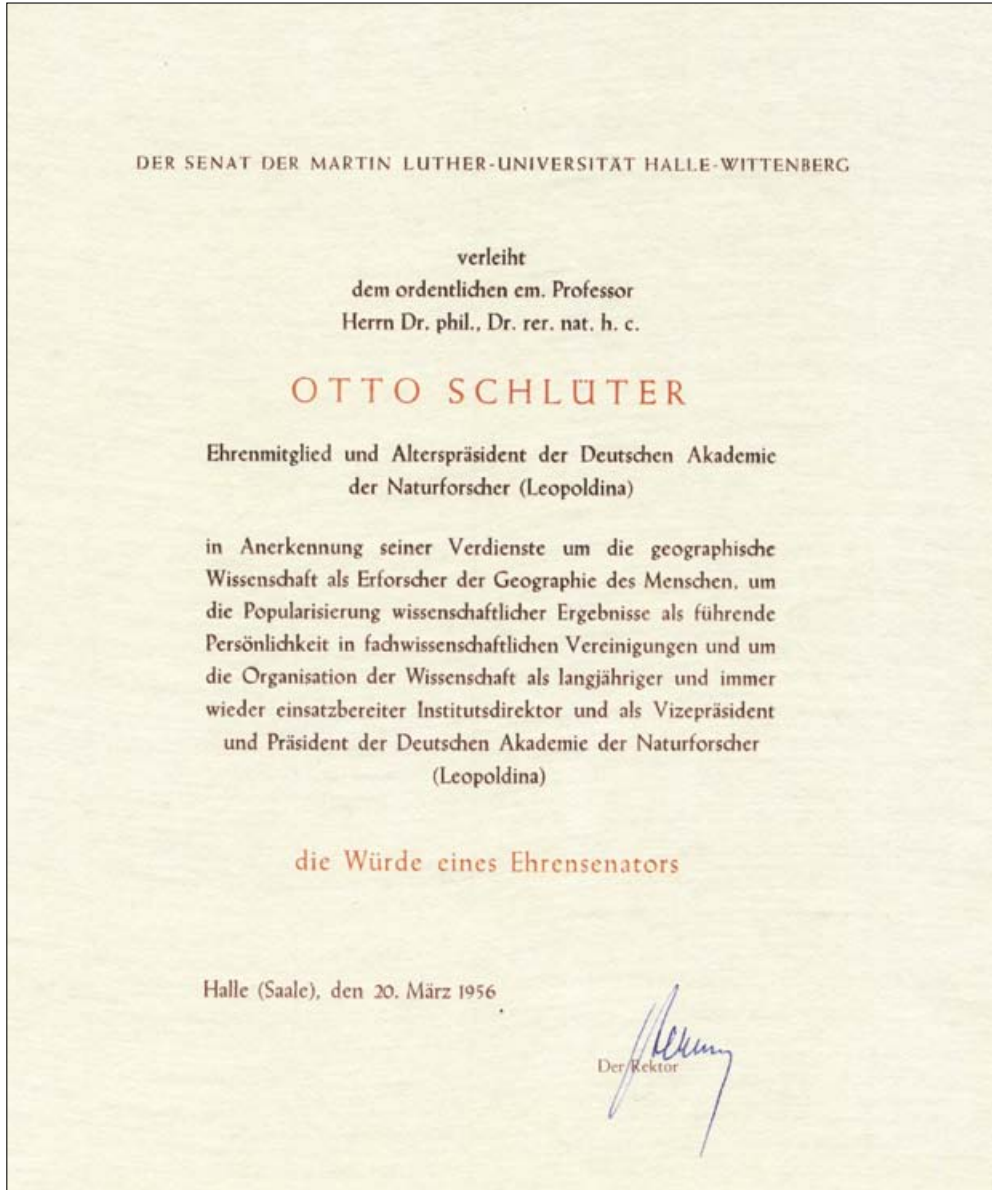 DER SENAT DER MARTIN LUTHER-UNIVERSITÄT HALLE-WITTENBERG
verleiht
dem ordentlichen em. Professor
Herrn Dr. phil., Dr. rer. nat. h. c.
OTTO SCHLÜTER
Ehrenmitglied und Alterspräsident der Deutschen Akademie
der Naturforscher (Leopoldina)
in Anerkennung seiner Verdienste um die geographische
Wissenschaft als Erforscher der Geographie des Menschen, um
die Popularisierung wissenschaftlicher Ergebnisse als führende
Persönlichkeit in fachwissenschaftlichen Vereinigungen und um
die Organisation der Wissenschaft als langjähriger und immer
wieder einsatzbereiter Institutsdirektor und als Vizepräsident
und Präsident der Deutschen Akademie der Naturforscher
(Leopoldina)
die Würde eines Ehrensenators
Halle (Saale), den 20. März 1956
Der Rektor